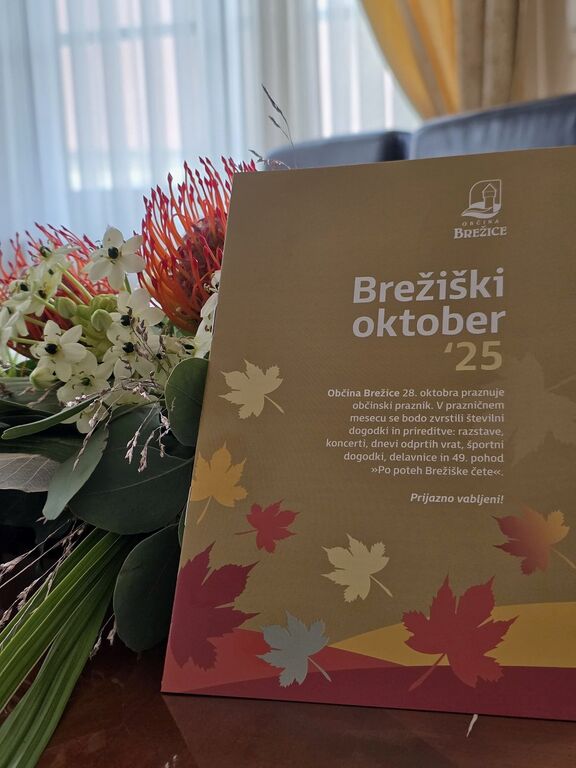 OBČINA
BREŽICE
Brežiški
oktober
‘25
Občina Brežice 28. oktobra praznuje
občinski praznik. V prazničnem
mesecu se bodo zvrstili številni
dogodki in prireditve: razstave,
koncerti, dnevi odprtih vrat, športni
dogodki, delavnice in 49. pohod
»Po poteh Brežiške čete«.
Prijazno vabljeni!